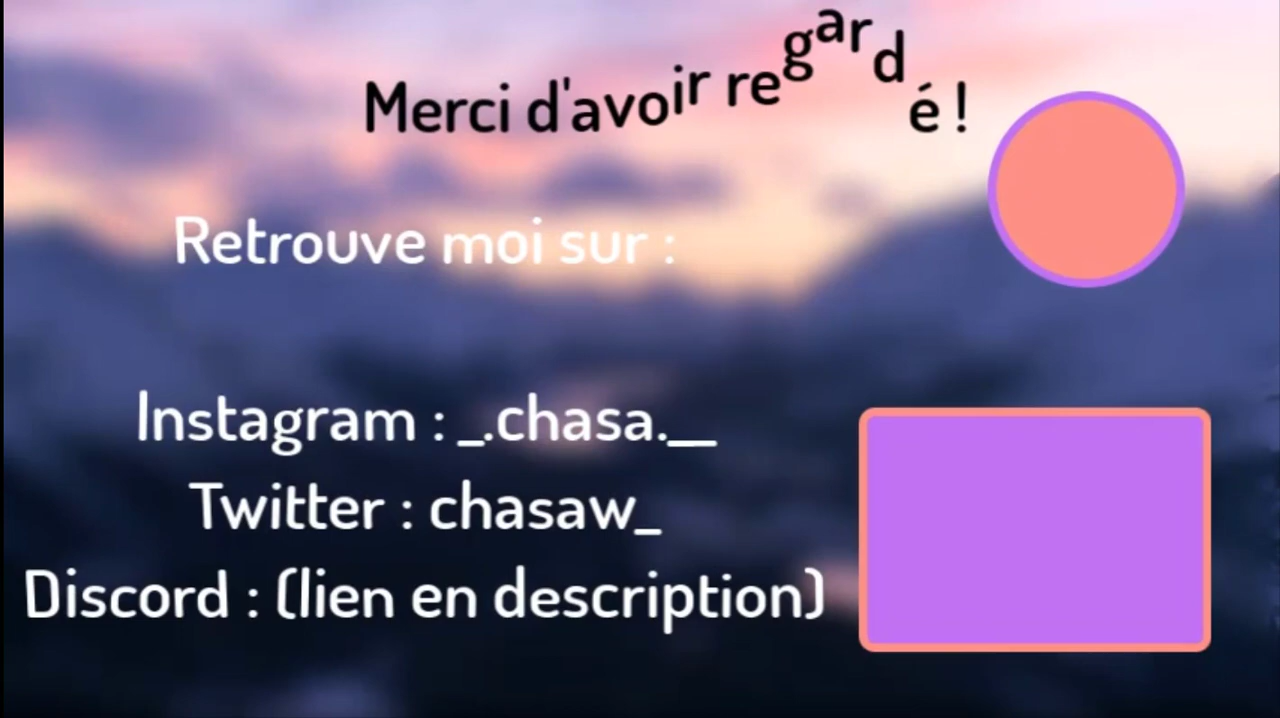 Merci d'avoir regardé !
Retrouve moi sur :
Instagram : _.chasa.__
Twitter : chasaw_
Discord : (lien en description)